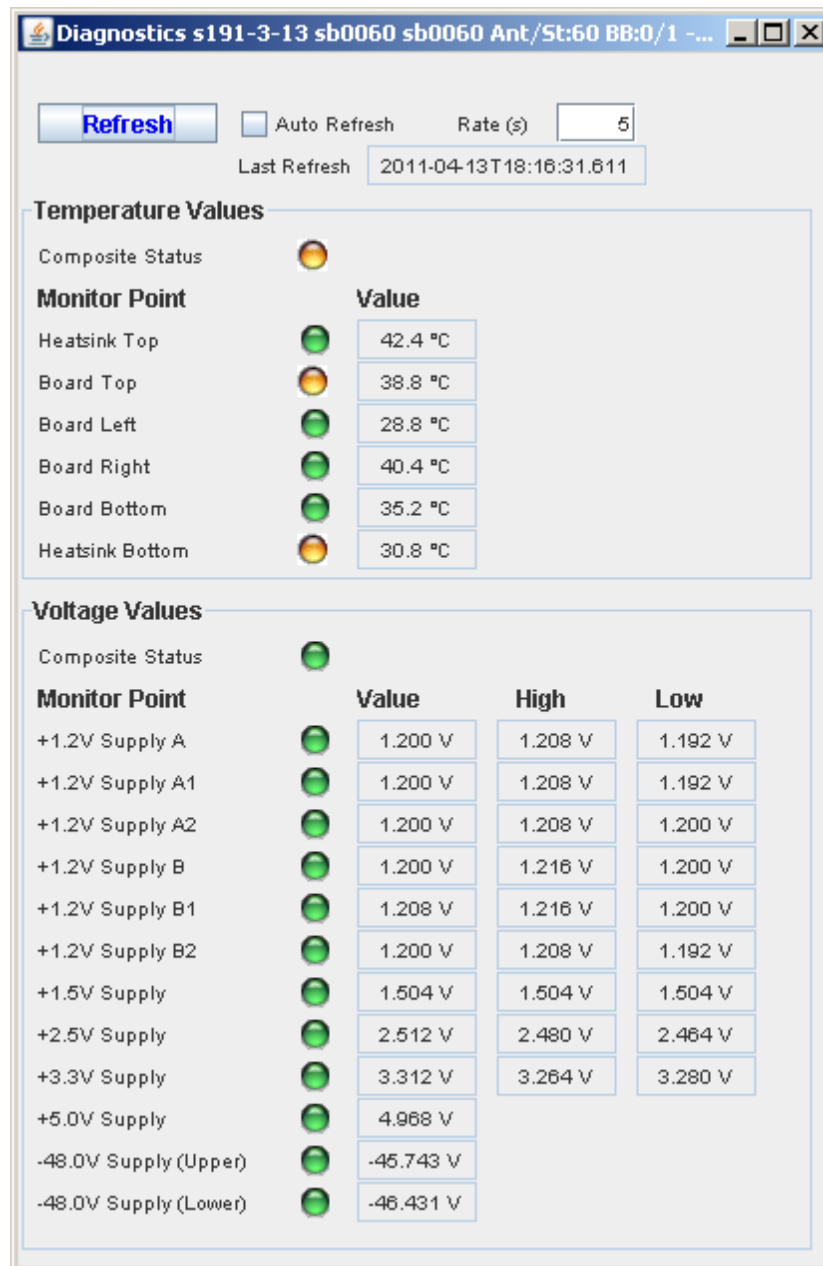 Diagnostics s191-3-13 sb0060 sb0060 Ant/St:60 BB:0/1 -...
Refresh Auto Refresh Rate (s) 5
Last Refresh 2011-04-13T18:16:31.611
Temperature Values
Composite Status
Monitor Point Value
Heatsink Top 42.4 °C
Board Top 38.8 °C
Board Left 28.8 °C
Board Right 40.4 °C
Board Bottom 35.2 °C
Heatsink Bottom 30.8 °C
Voltage Values
Composite Status
Monitor Point Value High Low
+1.2V Supply A 1.200 V 1.208 V 1.192 V
+1.2V Supply A1 1.200 V 1.208 V 1.192 V
+1.2V Supply A2 1.200 V 1.208 V 1.200 V
+1.2V Supply B 1.200 V 1.216 V 1.200 V
+1.2V Supply B1 1.208 V 1.216 V 1.200 V
+1.2V Supply B2 1.200 V 1.208 V 1.192 V
+1.5V Supply 1.504 V 1.504 V 1.504 V
+2.5V Supply 2.512 V 2.480 V 2.464 V
+3.3V Supply 3.312 V 3.264 V 3.280 V
+5.0V Supply 4.968 V
-48.0V Supply (Upper) -45.743 V
-48.0V Supply (Lower) -46.431 V